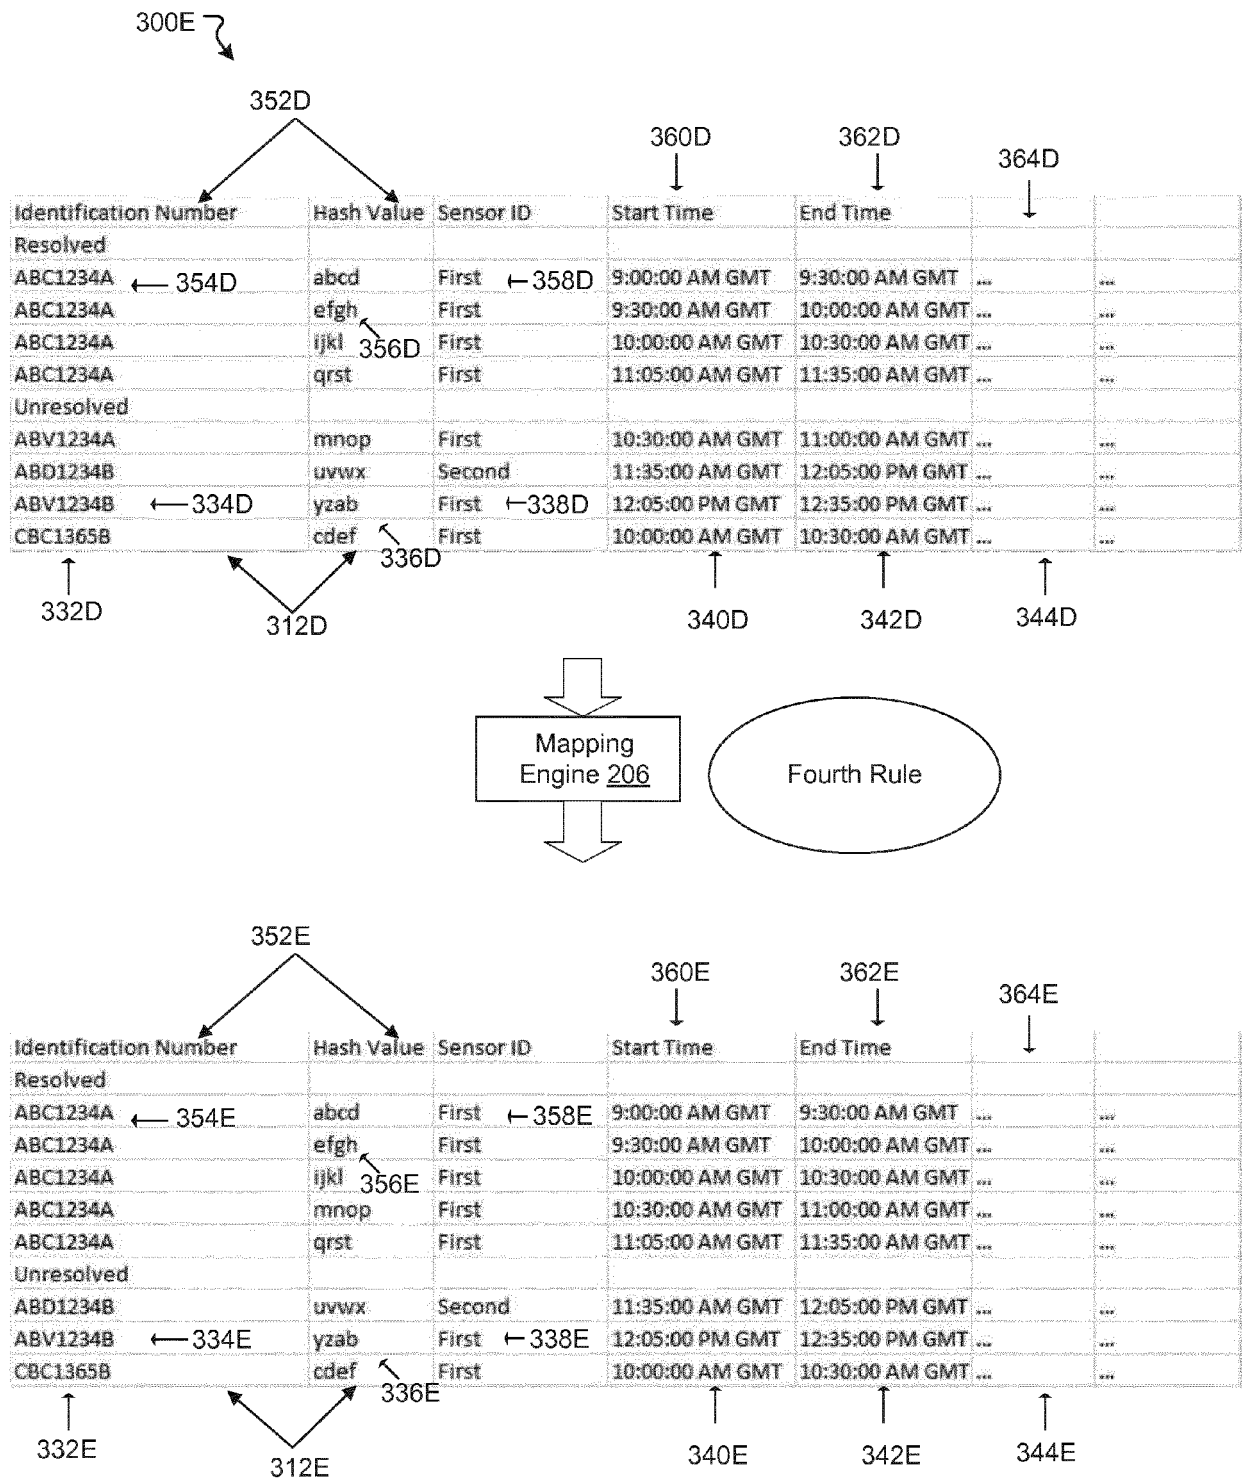 300E
352D
360D 362D 364D
Identification Number Hash Value Sensor ID Start Time End Time
Resolved
ABC1234A 354D abcd First 358D 9:00:00 AM GMT 9:30:00 AM GMT ... ...
ABC1234A efgh First 9:30:00 AM GMT 10:00:00 AM GMT ... ...
ABC1234A ijkl 356D First 10:00:00 AM GMT 10:30:00 AM GMT ... ...
ABC1234A qrst First 11:05:00 AM GMT 11:35:00 AM GMT ... ...
Unresolved
ABV1234A mnop First 10:30:00 AM GMT 11:00:00 AM GMT ... ...
ABD1234B uvwx Second 11:35:00 AM GMT 12:05:00 PM GMT ... ...
ABV1234B 334D yzab First 338D 12:05:00 PM GMT 12:35:00 PM GMT ... ...
CBC1365B cdef First 10:00:00 AM GMT 10:30:00 AM GMT ... ...
336D
332D 312D 340D 342D 344D
Mapping
Engine 206
Fourth Rule
352E
360E 362E 364E
Identification Number Hash Value Sensor ID Start Time End Time
Resolved
ABC1234A 354E abcd First 358E 9:00:00 AM GMT 9:30:00 AM GMT ... ...
ABC1234A efgh First 9:30:00 AM GMT 10:00:00 AM GMT ... ...
ABC1234A ijkl 356E First 10:00:00 AM GMT 10:30:00 AM GMT ... ...
ABC1234A mnop First 10:30:00 AM GMT 11:00:00 AM GMT ... ...
ABC1234A qrst First 11:05:00 AM GMT 11:35:00 AM GMT ... ...
Unresolved
ABD1234B uvwx Second 11:35:00 AM GMT 12:05:00 PM GMT ... ...
ABV1234B 334E yzab First 338E 12:05:00 PM GMT 12:35:00 PM GMT ... ...
CBC1365B cdef First 10:00:00 AM GMT 10:30:00 AM GMT ... ...
336E
332E 312E 340E 342E 344E